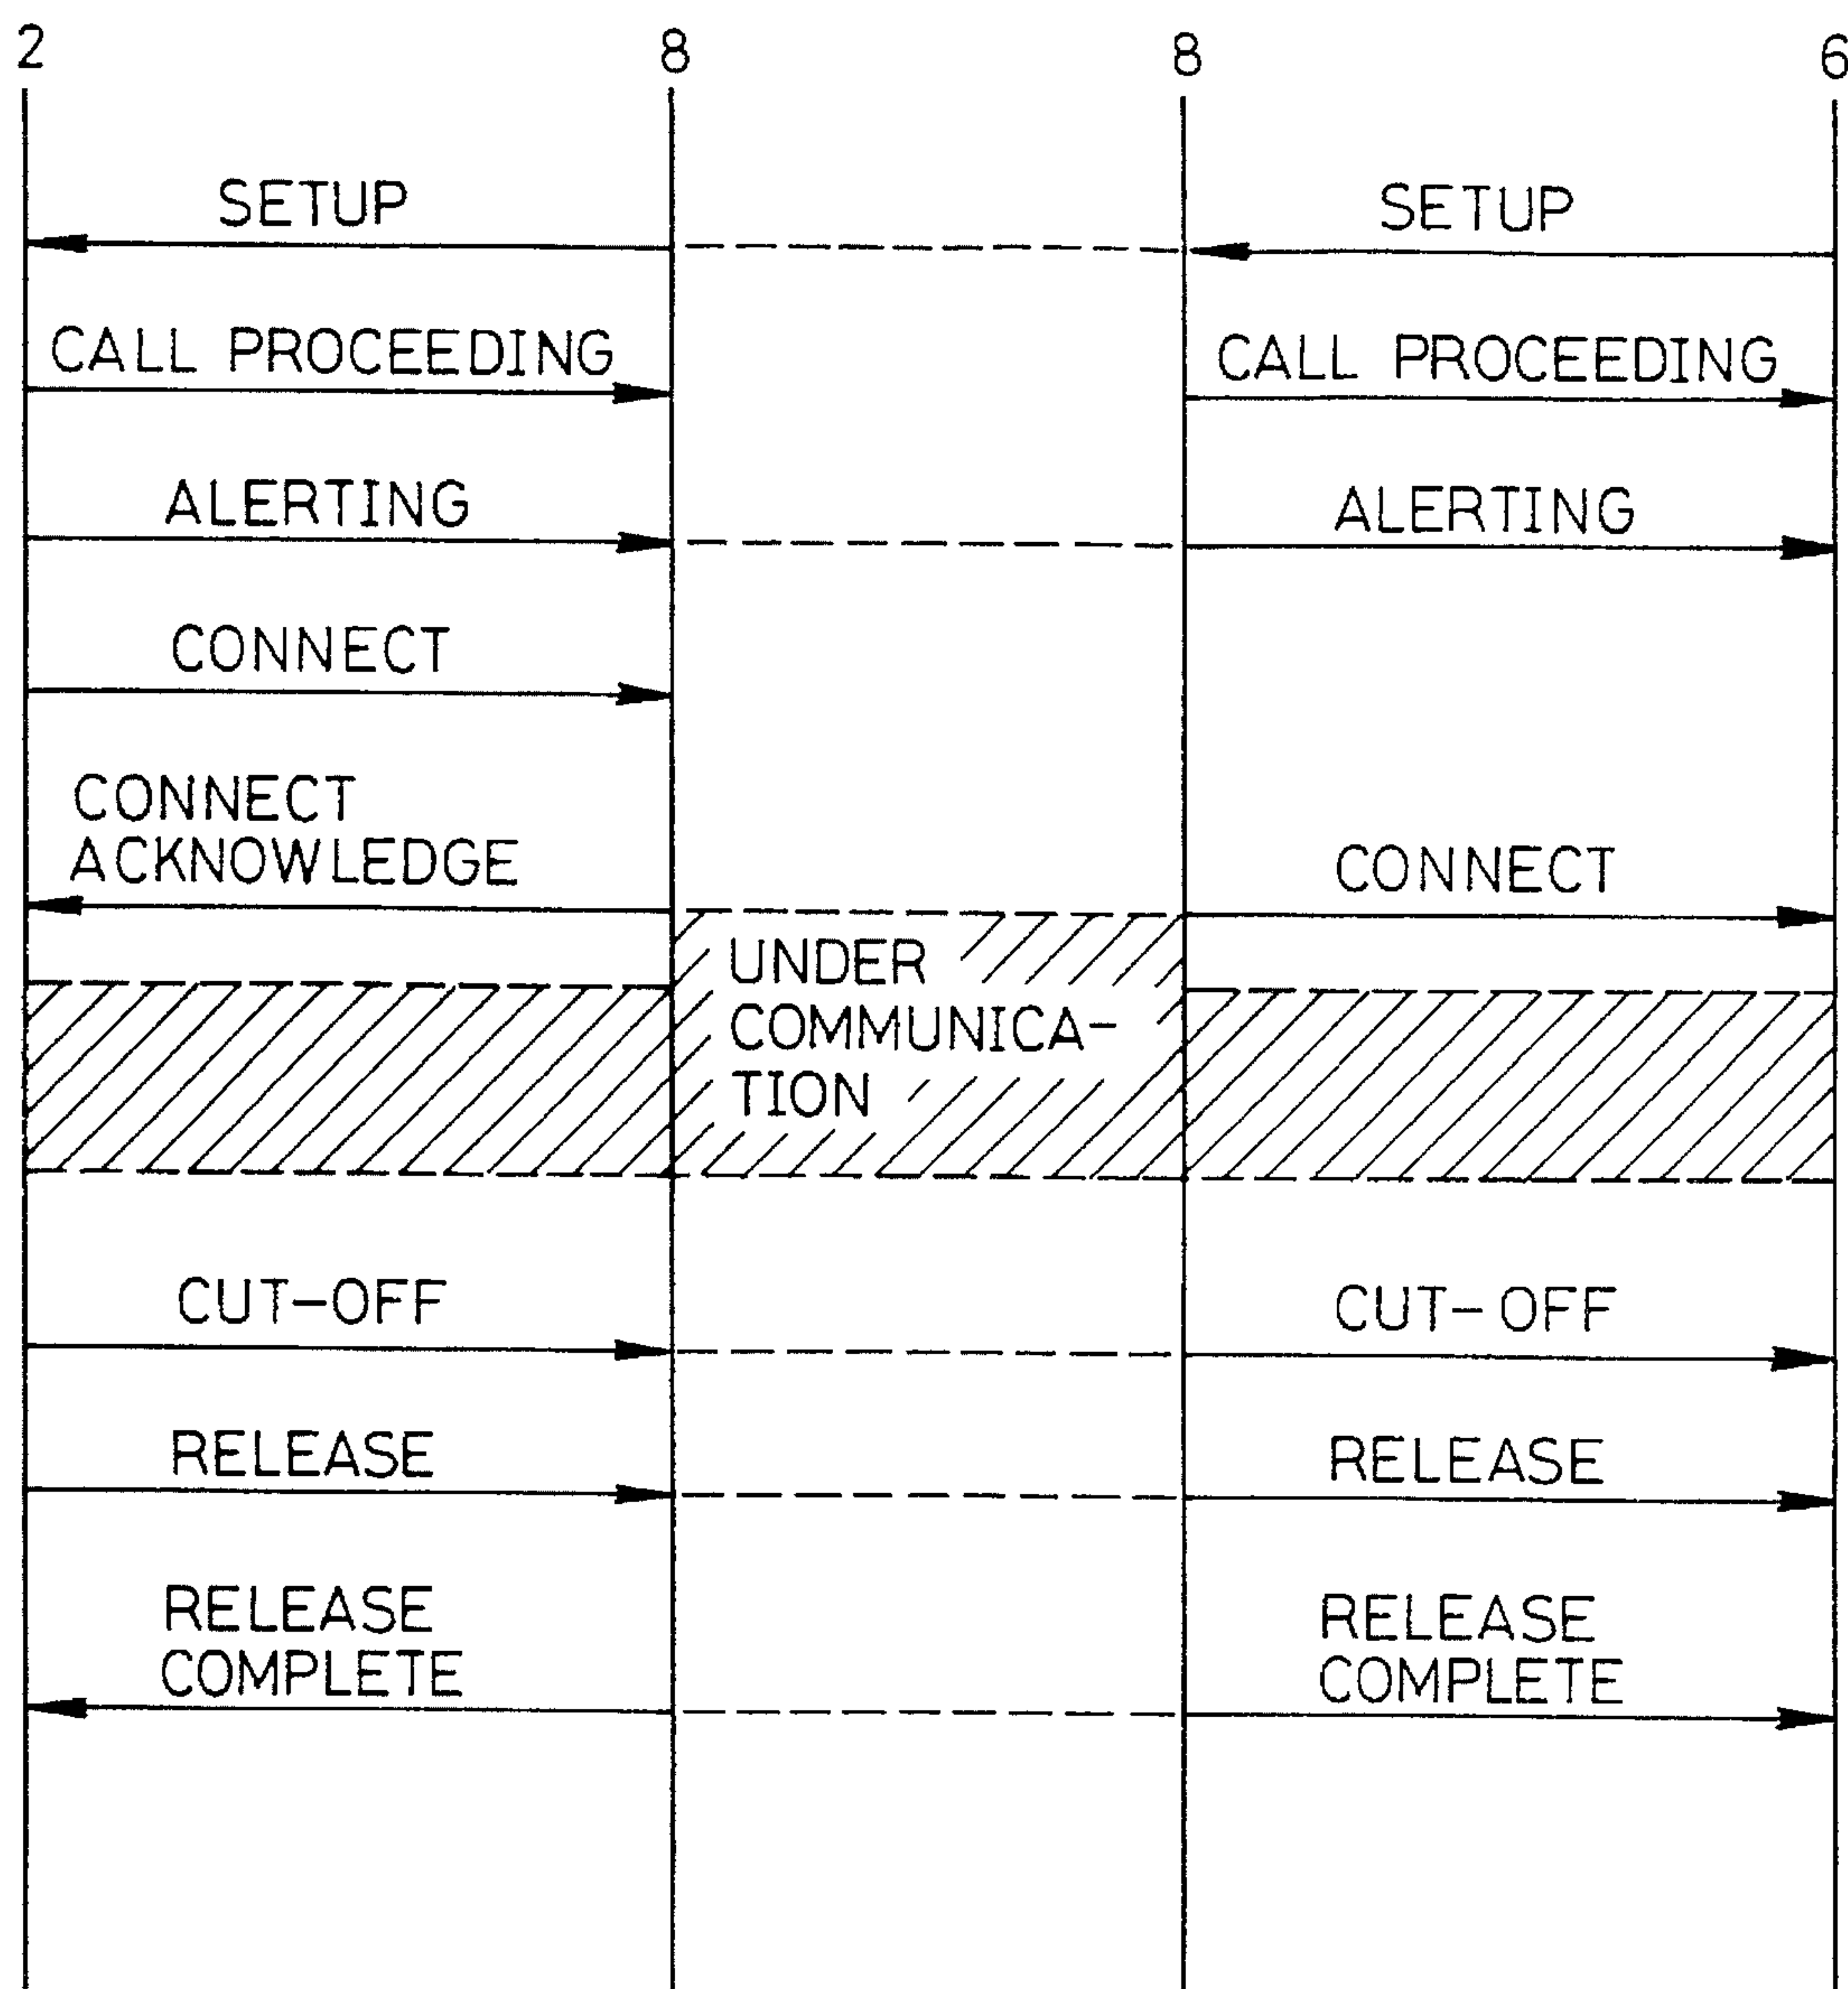 2
8
8
6
SETUP
SETUP
CALL PROCEEDING
CALL PROCEEDING
ALERTING
ALERTING
CONNECT
CONNECT
ACKNOWLEDGE
CONNECT
UNDER
COMMUNICA-
TION
CUT-OFF
CUT-OFF
RELEASE
RELEASE
RELEASE
COMPLETE
RELEASE
COMPLETE